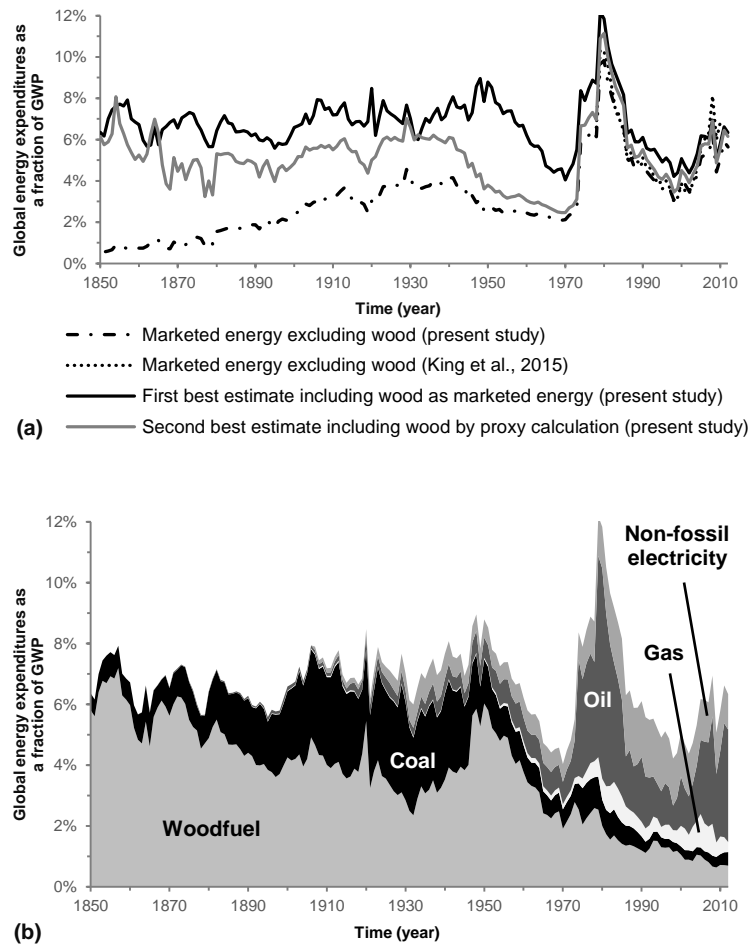 Global energy expenditures as
a fraction of GWP
12%
10%
8%
6%
4%
2%
0%
1850 1870 1890 1910 1930 1950 1970 1990 2010
Time (year)
Marketed energy excluding wood (present study)
Marketed energy excluding wood (King et al., 2015)
First best estimate including wood as marketed energy (present study)
(a)
Second best estimate including wood by proxy calculation (present study)
Global energy expenditures as
a fraction of GWP
12%
10%
8%
6%
4%
2%
0%
Non-fossil
electricity
Gas
Oil
Coal
Woodfuel
1850 1870 1890 1910 1930 1950 1970 1990 2010
Time (year)
(b)